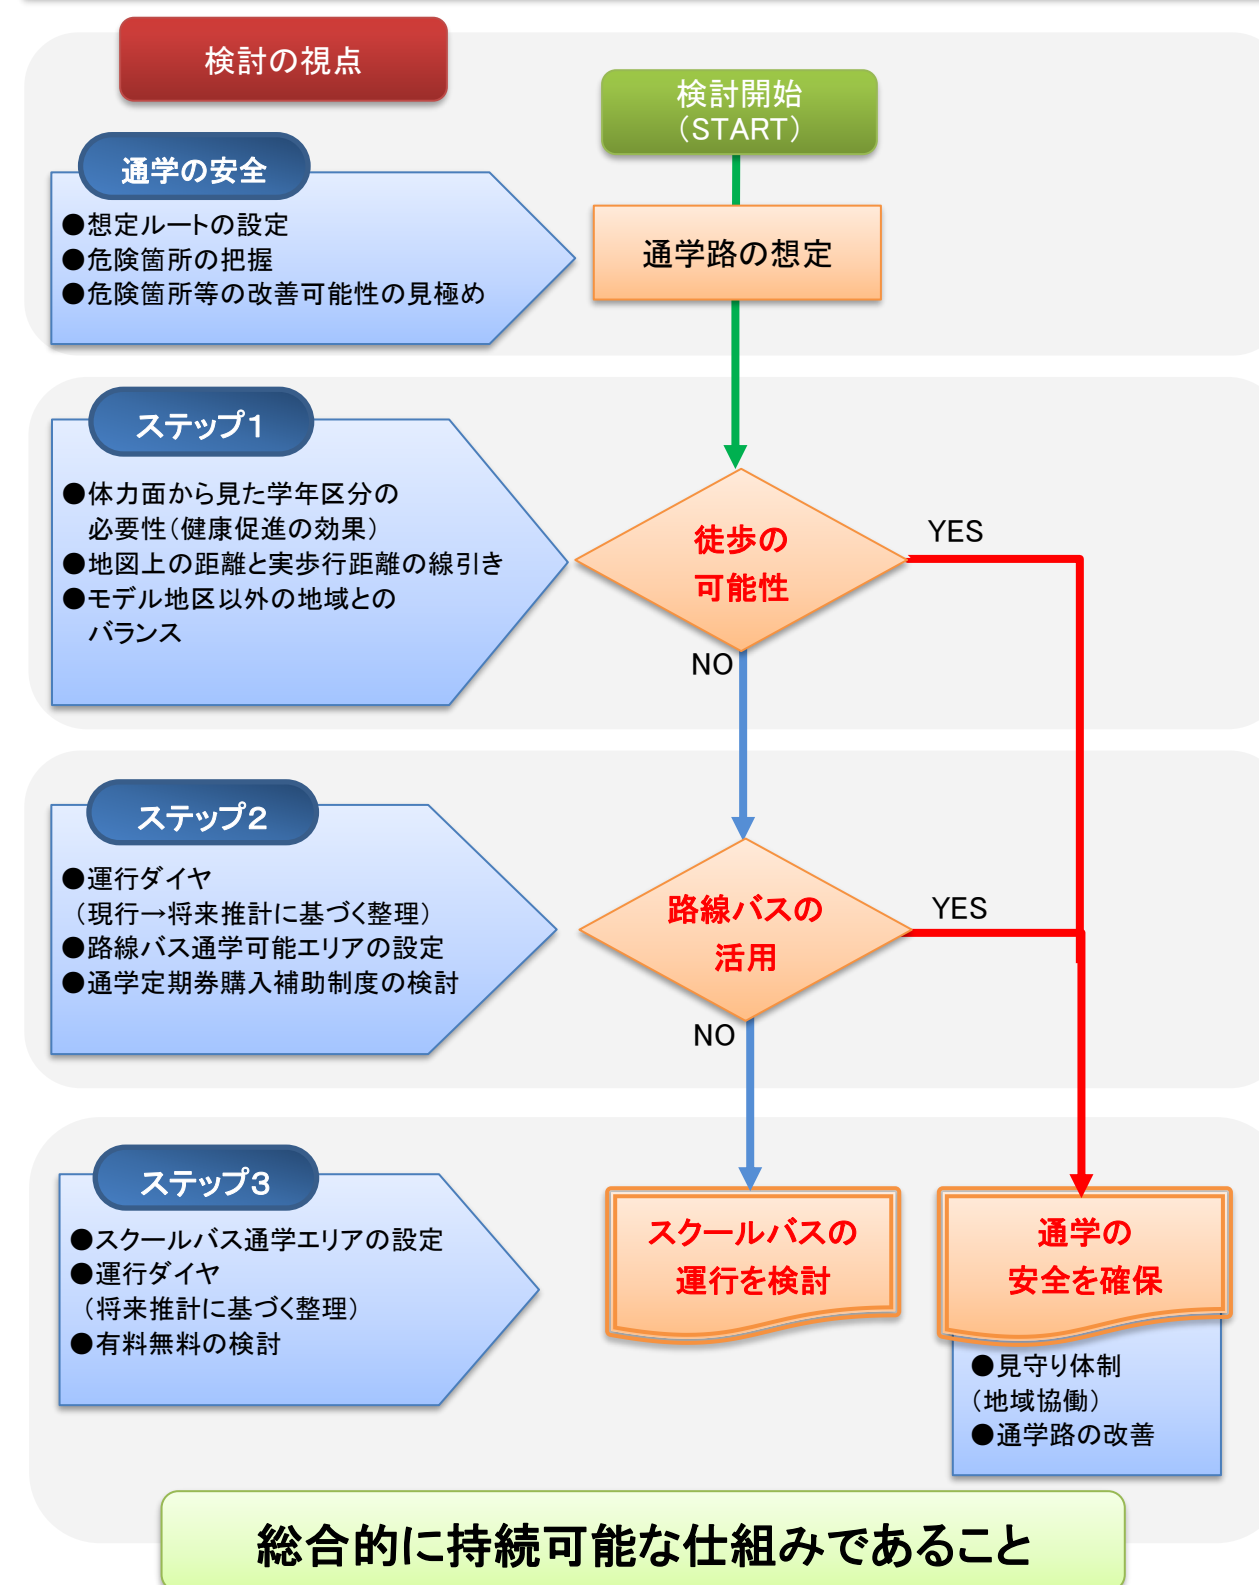 検討の視点
検討開始
（START）
通学の安全
●想定ルートの設定
●危険箇所の把握
●危険箇所等の改善可能性の見極め
通学路の想定
ステップ１
●体力面から見た学年区分の
必要性（健康促進の効果）
●地図上の距離と実歩行距離の線引き
●モデル地区以外の地域との
バランス
徒歩の
可能性
YES
NO
ステップ２
●運行ダイヤ
（現行→将来推計に基づく整理）
●路線バス通学可能エリアの設定
●通学定期券購入補助制度の検討
路線バスの
活用
YES
NO
ステップ３
●スクールバス通学エリアの設定
●運行ダイヤ
（将来推計に基づく整理）
●有料無料の検討
スクールバスの
運行を検討
通学の
安全を確保
●見守り体制
（地域協働）
●通学路の改善
総合的に持続可能な仕組みであること